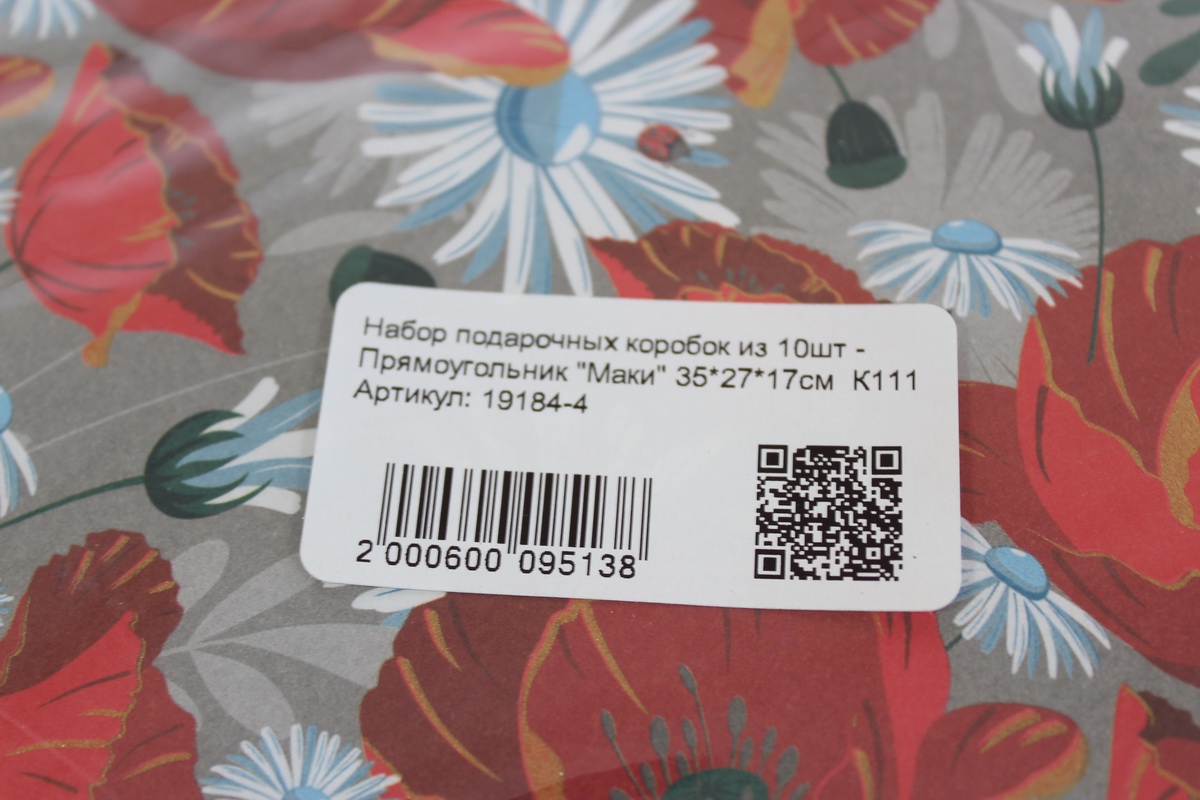 Набор подарочных коробок из 10шт -
Прямоугольник "Маки" 35*27*17см К111
Артикул: 19184-4
2 000600 095138